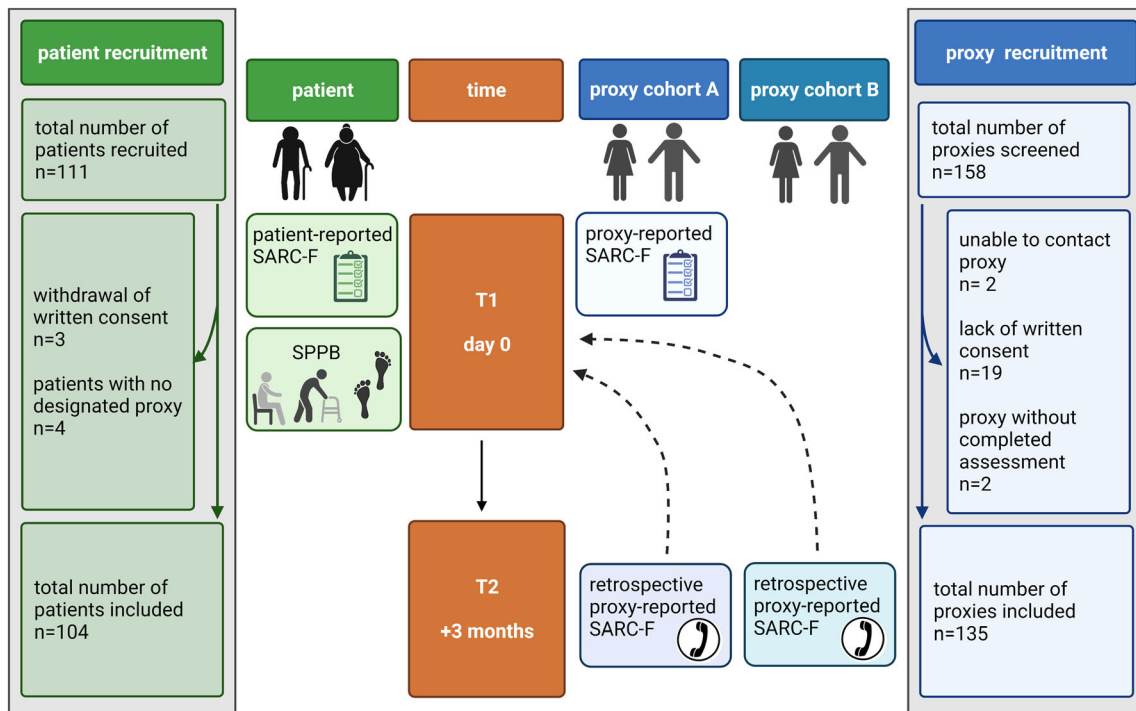 patient recruitment
total number of
patients recruited
n=111
withdrawal of
written consent
n=3
patients with no
designated proxy
n=4
total number of
patients included
n=104
patient
time
proxy cohort A
proxy cohort B
patient-reported
SARC-F
SPPB
T1
day 0
proxy-reported
SARC-F
T2
+3 months
retrospective
proxy-reported
SARC-F
retrospective
proxy-reported
SARC-F
proxy recruitment
total number of
proxies screened
n=158
unable to contact
proxy
n= 2
lack of written
consent
n=19
proxy without
completed
assessment
n=2
total number of
proxies included
n=135